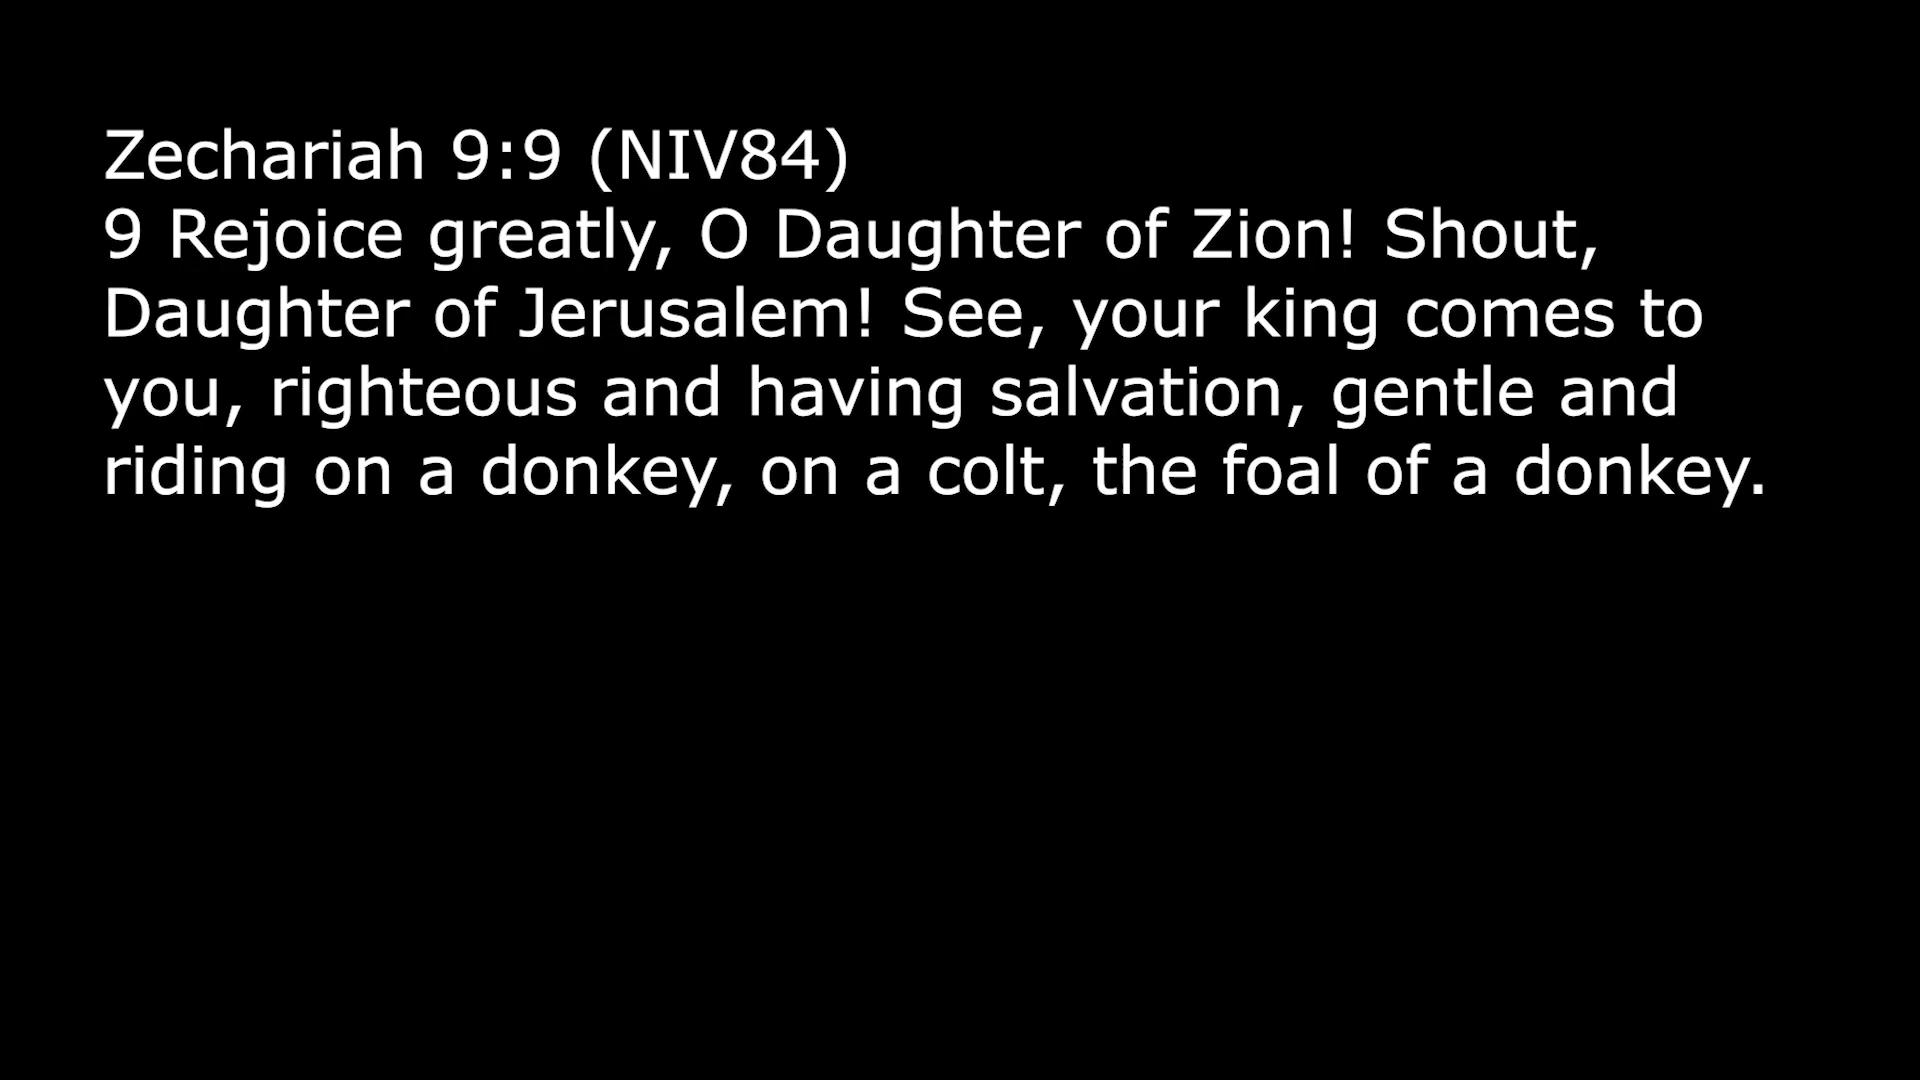 Zechariah 9:9 (NIV84)
9 Rejoice greatly, O Daughter of Zion! Shout,
Daughter of Jerusalem! See, your king comes to
you, righteous and having salvation, gentle and
riding on a donkey, on a colt, the foal of a donkey.